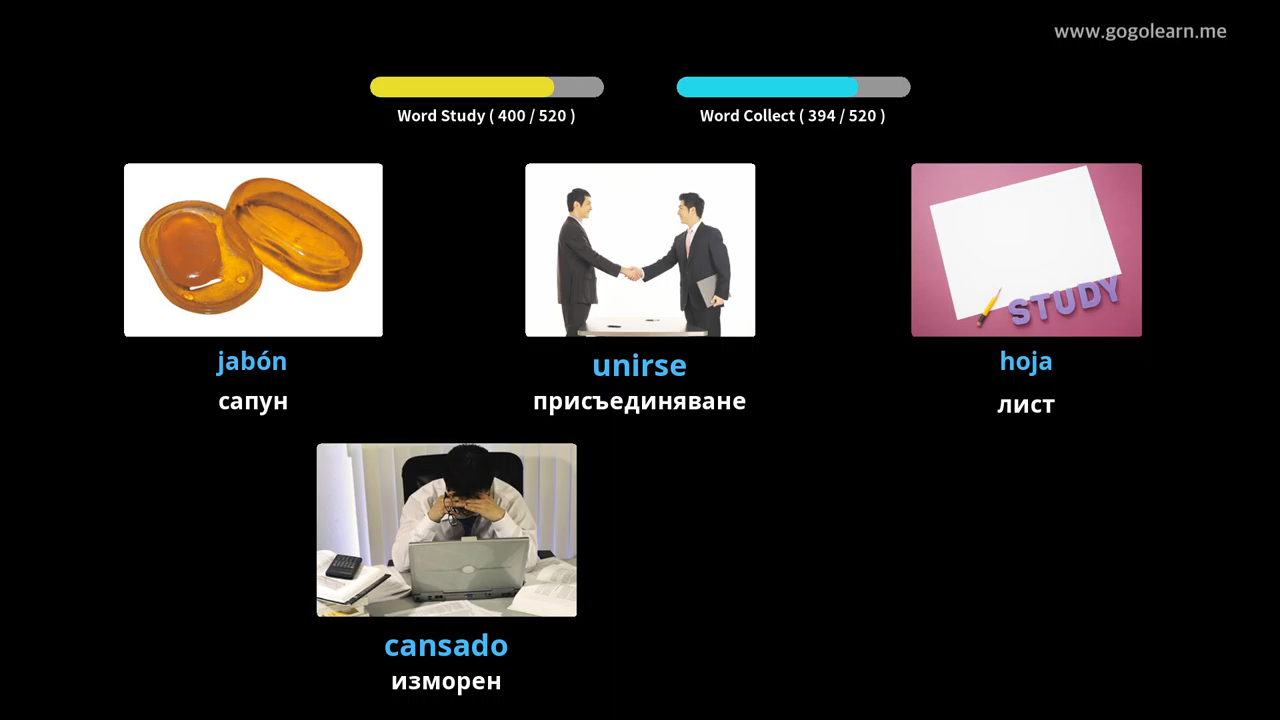 www.gogolearn.me
Word Study ( 400 / 520 )
Word Collect ( 394 / 520 )
STUDY
jabón
сапун
unirse
присъединяване
hoja
лист
cansado
изморен